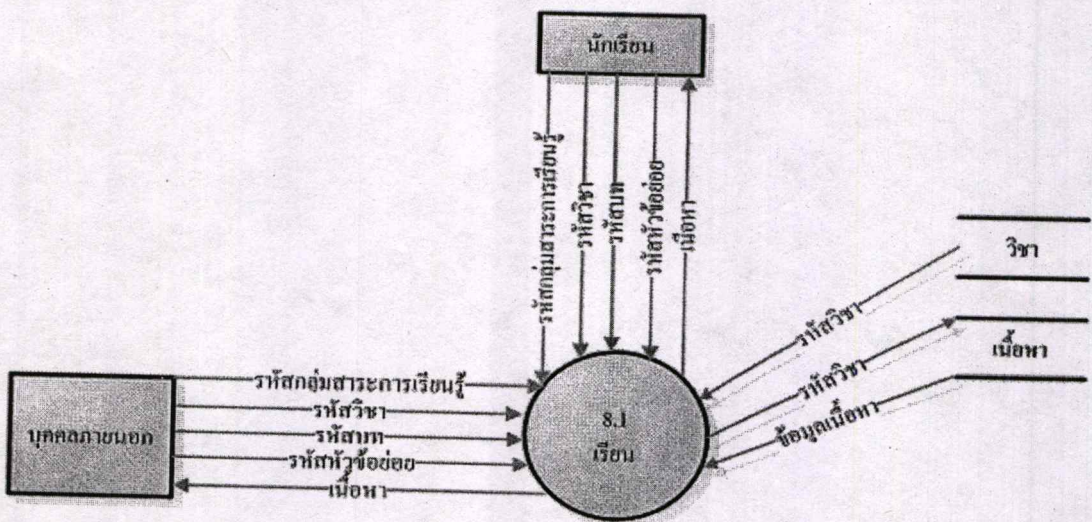 นักเรียน
รหัสกลุ่มสาระการเรียนรู้
รหัสวิชา
รหัสบท
รหัสหัวข้อย่อย
เนื้อหา
วิชา
รหัสวิชา
เนื้อหา
รหัสวิชา
ข้อมูลเนื้อหา
บุคคลภายนอก
รหัสกลุ่มสาระการเรียนรู้
รหัสวิชา
รหัสบท
รหัสหัวข้อย่อย
เนื้อหา
8.1
เรียน